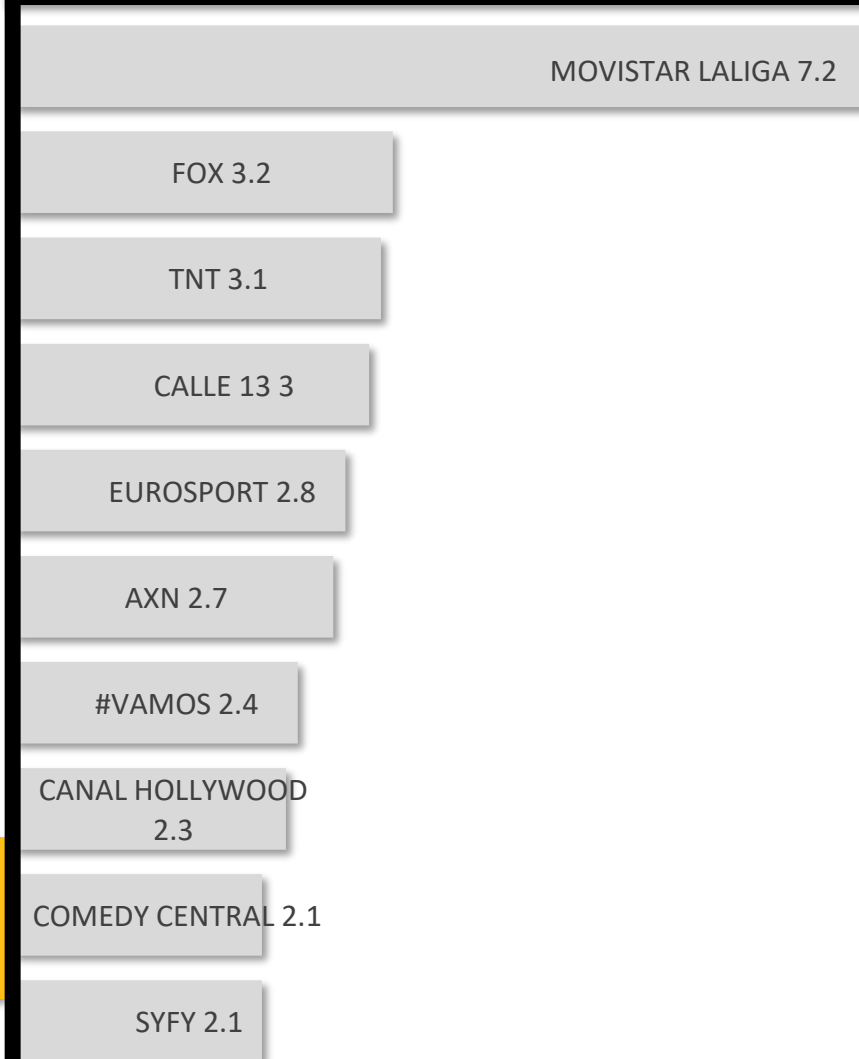 MOVISTAR LALIGA 7.2
FOX 3.2
TNT 3.1
CALLE 13 3
EUROSPORT 2.8
AXN 2.7
#VAMOS 2.4
CANAL HOLLYWOOD
2.3
COMEDY CENTRAL 2.1
SYFY 2.1